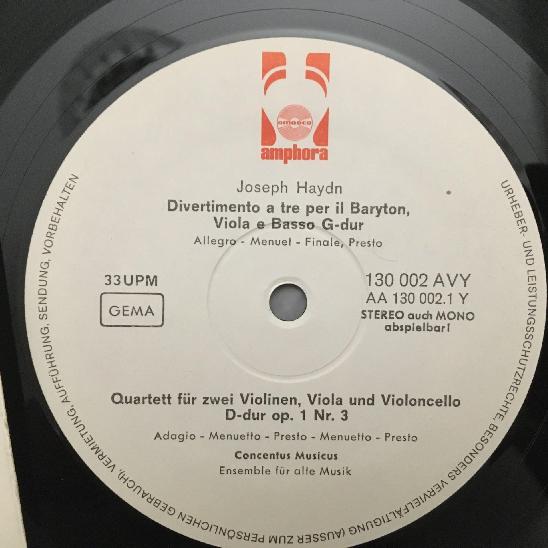 amadeo
amphora
Joseph Haydn
Divertimento a tre per il Baryton,
Viola e Basso G-dur
Allegro - Menuet - Finale, Presto
33UPM
GEMA
130 002 AVY
AA 130 002.1 Y
STEREO auch MONO
abspielbar!
Quartett für zwei Violinen, Viola und Violoncello
D-dur op. 1 Nr. 3
Adagio - Menuetto - Presto - Menuetto - Presto
Concentus Musicus
Ensemble für alte Musik
URHEBER- UND LEISTUNGSSCHUTZRECHTE, BESONDERS VERVIELFÄLTIGUNG (AUSSER ZUM PERSÖNLICHEN GEBRAUCH), VERMIETUNG, AUFFÜHRUNG, SENDUNG, VORBEHALTEN